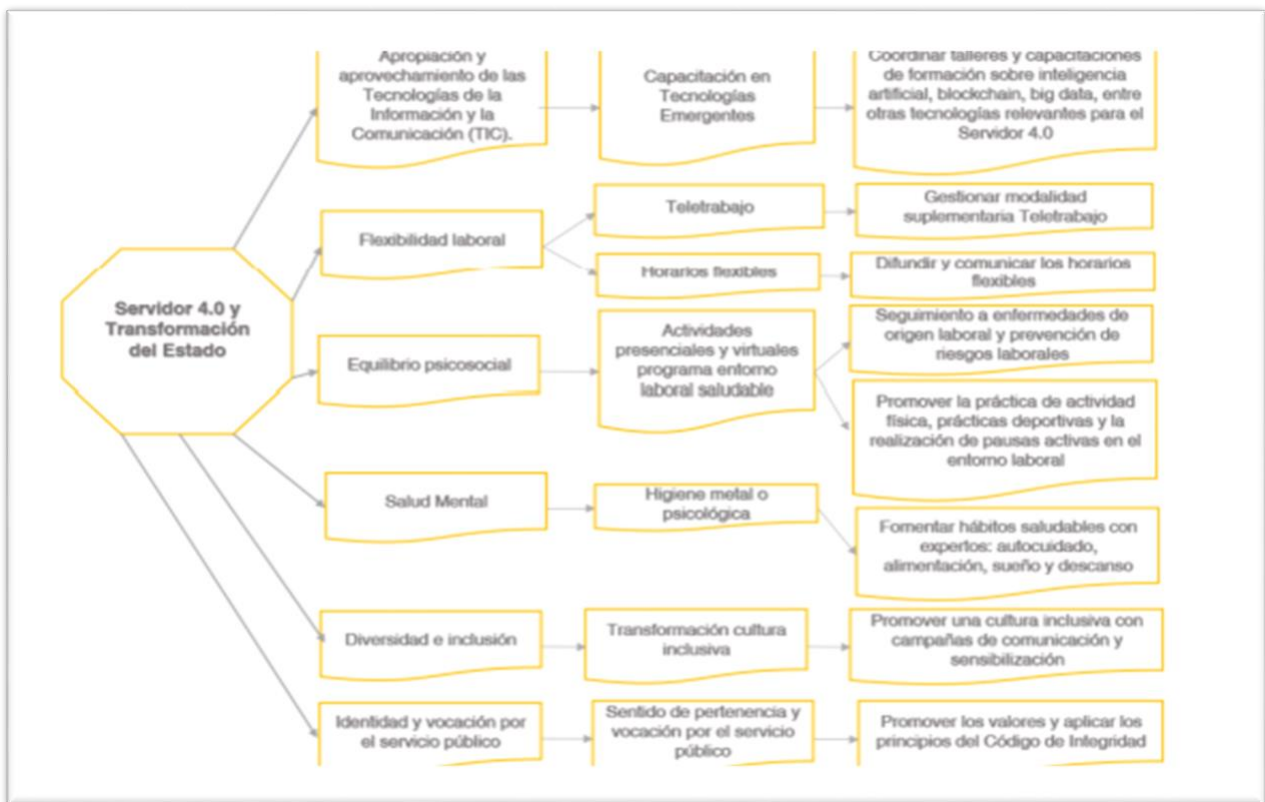 Apropiación y
aprovechamiento de las
Tecnologías de la
Información y la
Comunicación (TIC).
Capacitación en
Tecnologías
Emergentes
Coordinar talleres y capacitaciones
de formación sobre inteligencia
artificial, blockchain, big data, entre
otras tecnologías relevantes para el
Servidor 4.0
Servidor 4.0 y
Transformación
del Estado
Flexibilidad laboral
Teletrabajo
Gestionar modalidad
suplementaria Teletrabajo
Horarios flexibles
Difundir y comunicar los horarios
flexibles
Equilibrio psicosocial
Actividades
presenciales y virtuales
programa entorno
laboral saludable
Seguimiento a enfermedades de
origen laboral y prevención de
riesgos laborales
Promover la práctica de actividad
física, prácticas deportivas y la
realización de pausas activas en el
entorno laboral
Salud Mental
Higiene metal o
psicológica
Fomentar hábitos saludables con
expertos: autocuidado,
alimentación, sueño y descanso
Diversidad e inclusión
Transformación cultura
inclusiva
Promover una cultura inclusiva con
campañas de comunicación y
sensibilización
Identidad y vocación por
el servicio público
Sentido de pertenencia y
vocación por el servicio
público
Promover los valores y aplicar los
principios del Código de Integridad